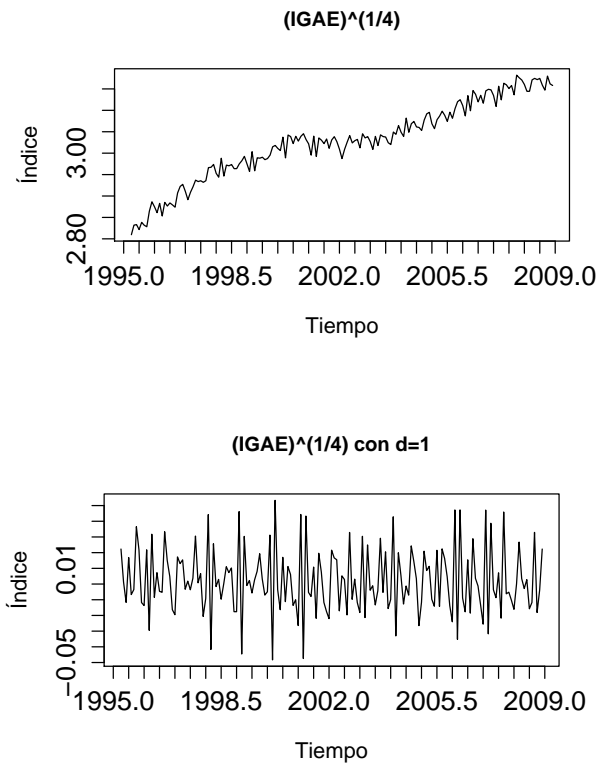 (IGAE)^(1/4)
Índice
3.00
2.80
1995.0 1998.5 2002.0 2005.5 2009.0
Tiempo
(IGAE)^(1/4) con d=1
Índice
0.01
−0.05
1995.0 1998.5 2002.0 2005.5 2009.0
Tiempo